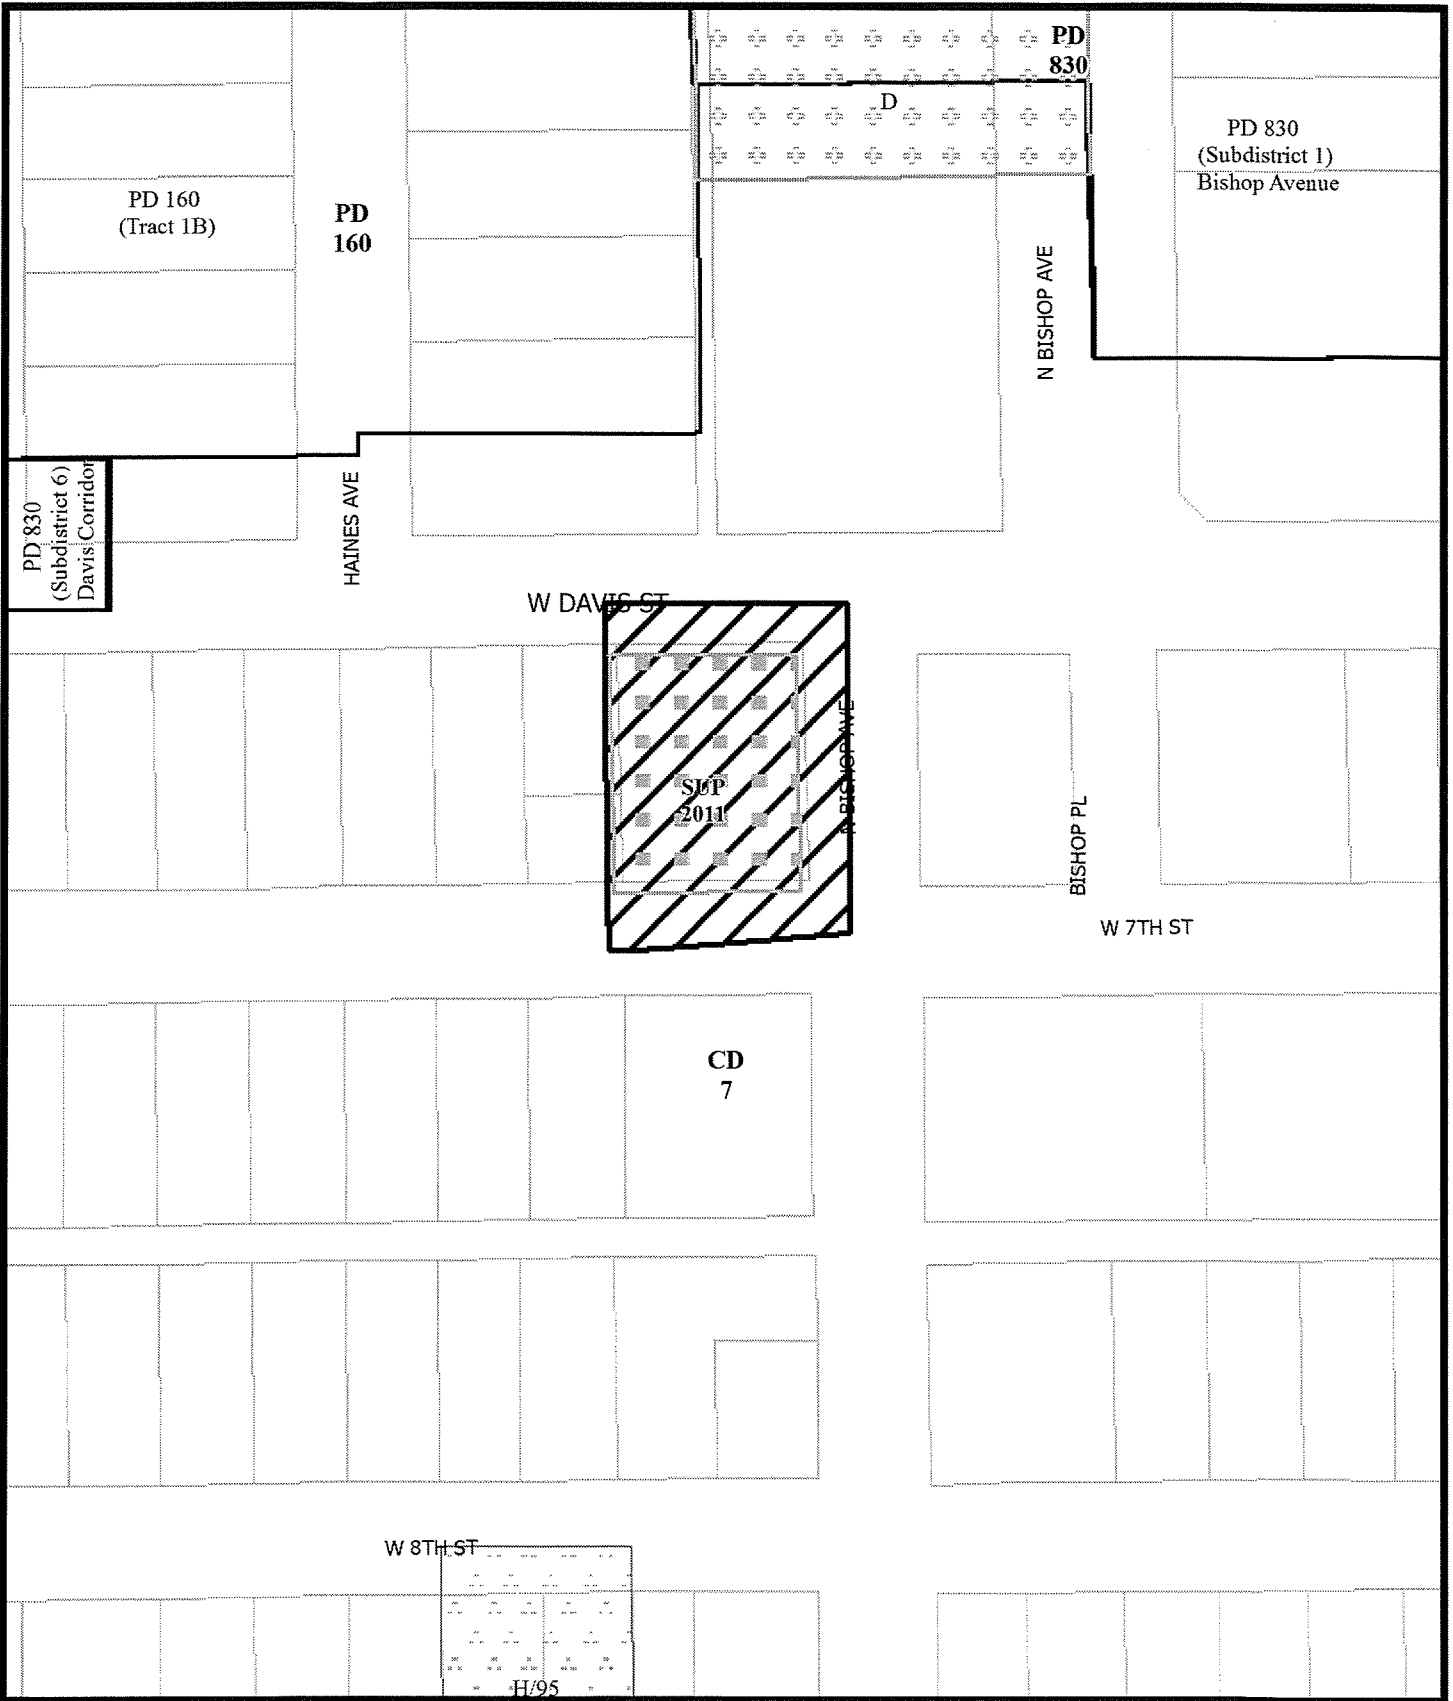 PD
830
D
PD 830
(Subdistrict 1)
Bishop Avenue
PD 160
(Tract 1B)
PD
160
N BISHOP AVE
PD 830
(Subdistrict 6)
Davis Corridor
HAINES AVE
W DAVIS ST
N BISHOP AVE
SUP
2011
BISHOP PL
W 7TH ST
CD
7
W 8TH ST
H/95